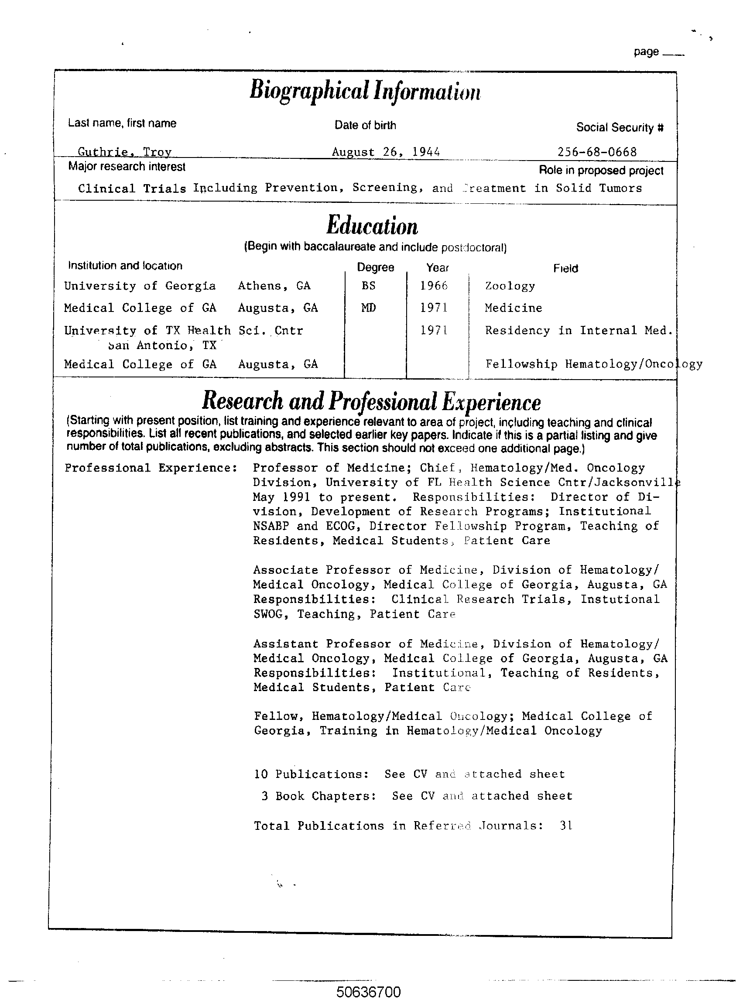 page
Biographical Information
Last name, first name Date of birth Social Security #
Guthrie, Troy August 26, 1944 256-68-0668
Major research interest Role in proposed project
Clinical Trials Including Prevention, Screening, and Treatment in Solid Tumors
Education
(Begin with baccalaureate and include postdoctoral)
Institution and location Degree Year Field
University of Georgia Athens, GA BS 1966 Zoology
Medical College of GA Augusta, GA MD 1971 Medicine
University of TX Health Sci. Cntr 1971 Residency in Internal Med.
San Antonio, TX
Medical College of GA Augusta, GA Fellowship Hematology/Oncology
Research and Professional Experience
(Starting with present position, list training and experience relevant to area of project, including teaching and clinical
responsibilities. List all recent publications, and selected earlier key papers. Indicate if this is a partial listing and give
number of total publications, excluding abstracts. This section should not exceed one additional page.)
Professional Experience: Professor of Medicine; Chief, Hematology/Med. Oncology
Division, University of FL Health Science Cntr/Jacksonville
May 1991 to present. Responsibilities: Director of Di-
vision, Development of Research Programs; Institutional
NSABP and ECOG, Director Fellowship Program, Teaching of
Residents, Medical Students, Patient Care
Associate Professor of Medicine, Division of Hematology/
Medical Oncology, Medical College of Georgia, Augusta, GA
Responsibilities: Clinical Research Trials, Instutional
SWOG, Teaching, Patient Care
Assistant Professor of Medicine, Division of Hematology/
Medical Oncology, Medical College of Georgia, Augusta, GA
Responsibilities: Institutional, Teaching of Residents,
Medical Students, Patient Care
Fellow, Hematology/Medical Oncology; Medical College of
Georgia, Training in Hematology/Medical Oncology
10 Publications: See CV and attached sheet
3 Book Chapters: See CV and attached sheet
Total Publications in Referred Journals: 31
50636700